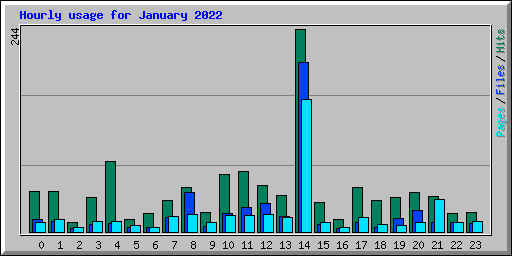 Hourly usage for January 2022
244
Pages / Files / Hits
0 1 2 3 4 5 6 7 8 9 10 11 12 13 14 15 16 17 18 19 20 21 22 23